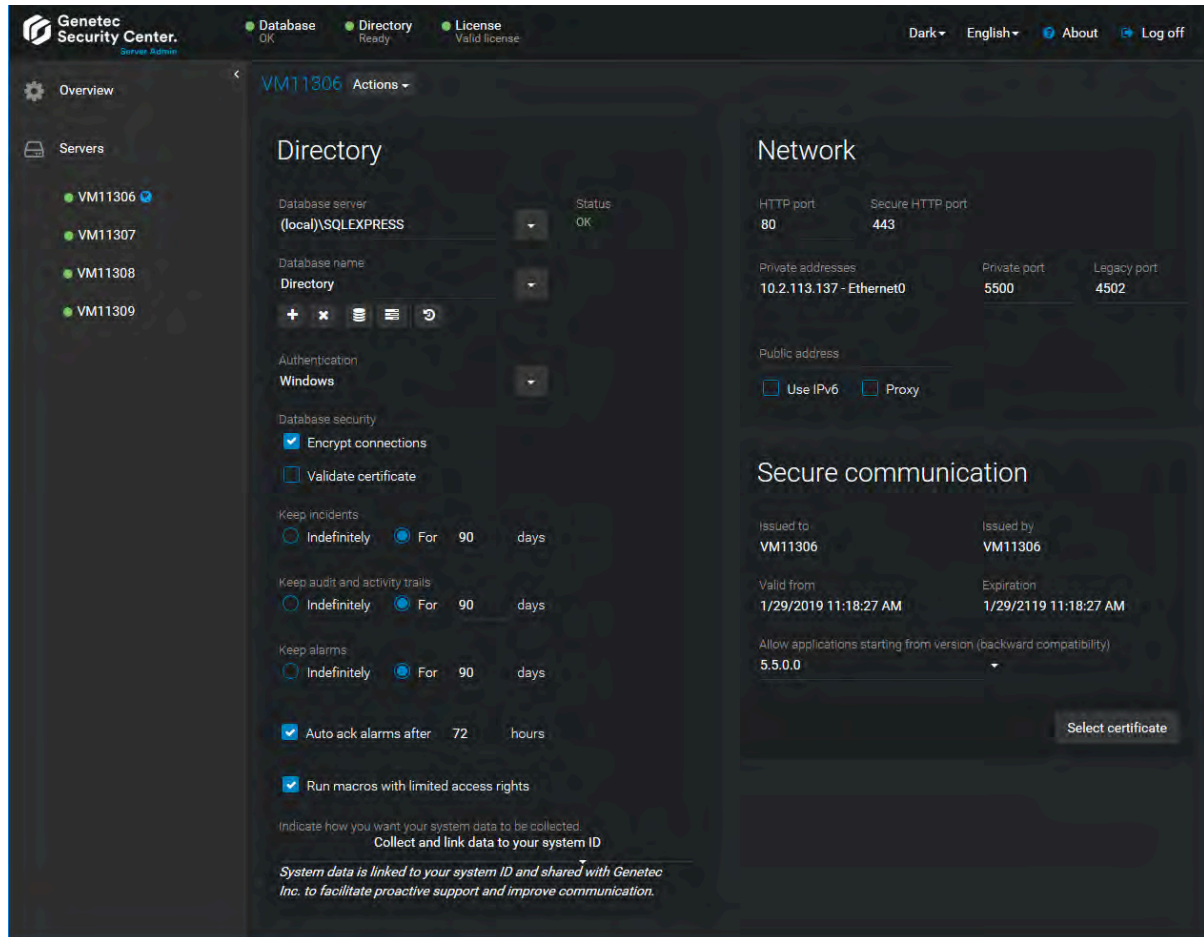 Genetec
Security Center.
Server Admin
Database
OK
Directory
Ready
License
Valid license
Dark
English
About
Log off
Overview
Servers
VM11306
VM11307
VM11308
VM11309
VM11306 Actions
Directory
Database server
(local)\SQLEXPRESS
Status
OK
Database name
Directory
Authentication
Windows
Database security
Encrypt connections
Validate certificate
Keep incidents
Indefinitely For 90 days
Keep audit and activity trails
Indefinitely For 90 days
Keep alarms
Indefinitely For 90 days
Auto ack alarms after 72 hours
Run macros with limited access rights
Indicate how you want your system data to be collected.
Collect and link data to your system ID
System data is linked to your system ID and shared with Genetec
Inc. to facilitate proactive support and improve communication.
Network
HTTP port Secure HTTP port
80 443
Private addresses Private port Legacy port
10.2.113.137 - Ethernet0 5500 4502
Public address
Use IPv6 Proxy
Secure communication
Issued to Issued by
VM11306 VM11306
Valid from Expiration
1/29/2019 11:18:27 AM 1/29/2119 11:18:27 AM
Allow applications starting from version (backward compatibility)
5.5.0.0
Select certificate